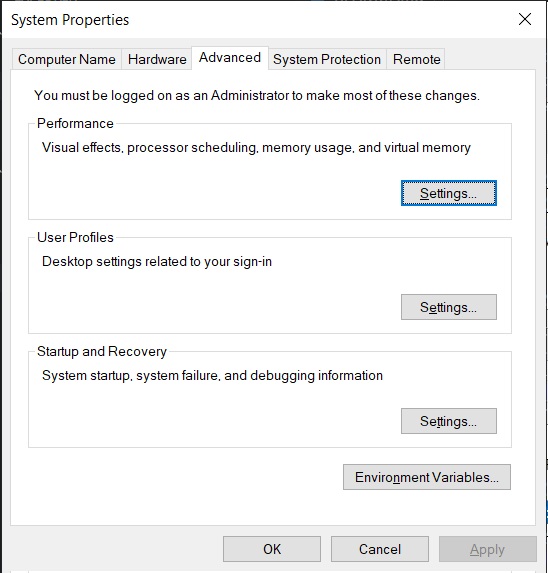 System Properties
Computer Name Hardware Advanced System Protection Remote
You must be logged on as an Administrator to make most of these changes.
Performance
Visual effects, processor scheduling, memory usage, and virtual memory
Settings...
User Profiles
Desktop settings related to your sign-in
Settings...
Startup and Recovery
System startup, system failure, and debugging information
Settings...
Environment Variables...
OK Cancel Apply